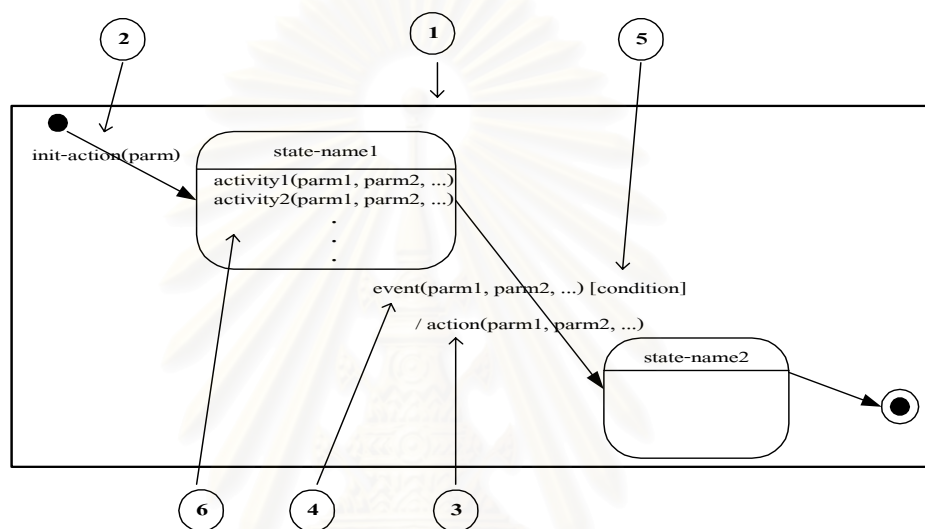 2
1
5
init-action(parm)
state-name1
activity1(parm1, parm2, ...)
activity2(parm1, parm2, ...)
.
.
.
event(parm1, parm2, ...) [condition]
/ action(parm1, parm2, ...)
state-name2
6
4
3